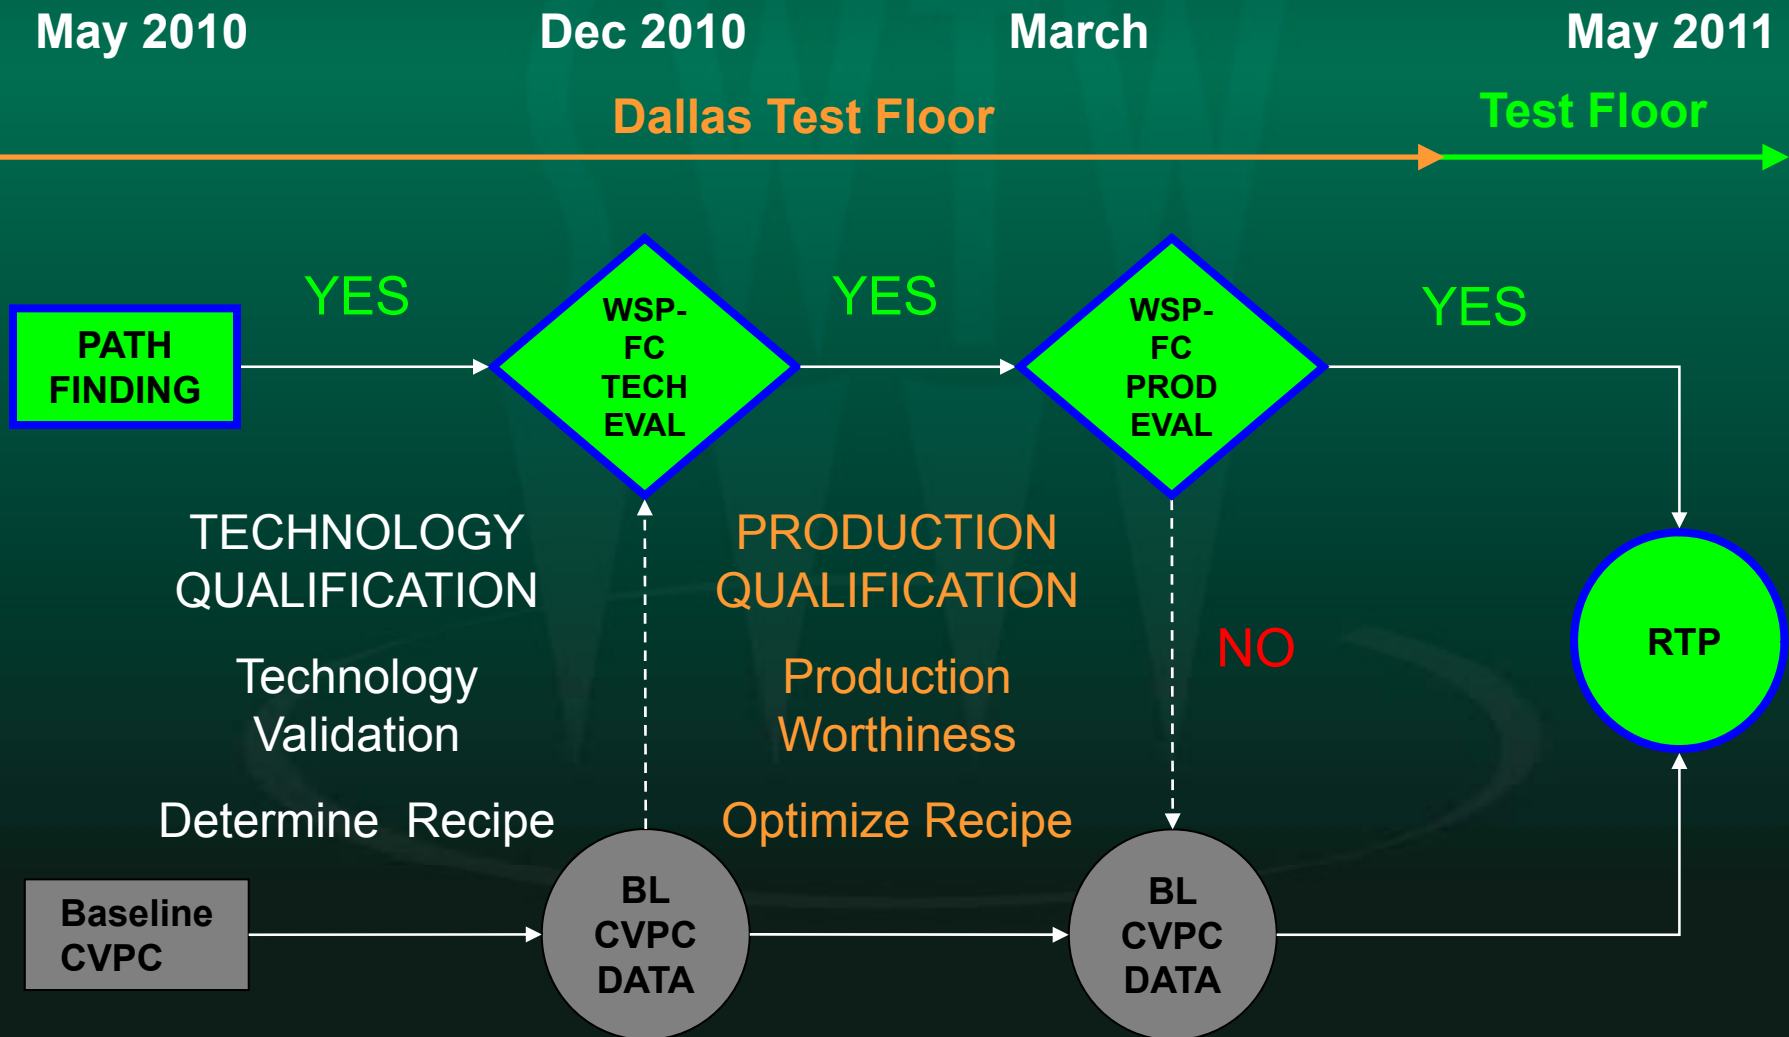 May 2010
Dec 2010
March
May 2011
Dallas Test Floor
Test Floor
YES
YES
YES
PATH
FINDING
WSP-
FC
TECH
EVAL
WSP-
FC
PROD
EVAL
TECHNOLOGY
QUALIFICATION
Technology
Validation
Determine Recipe
PRODUCTION
QUALIFICATION
Production
Worthiness
Optimize Recipe
NO
RTP
Baseline
CVPC
BL
CVPC
DATA
BL
CVPC
DATA
SWTW